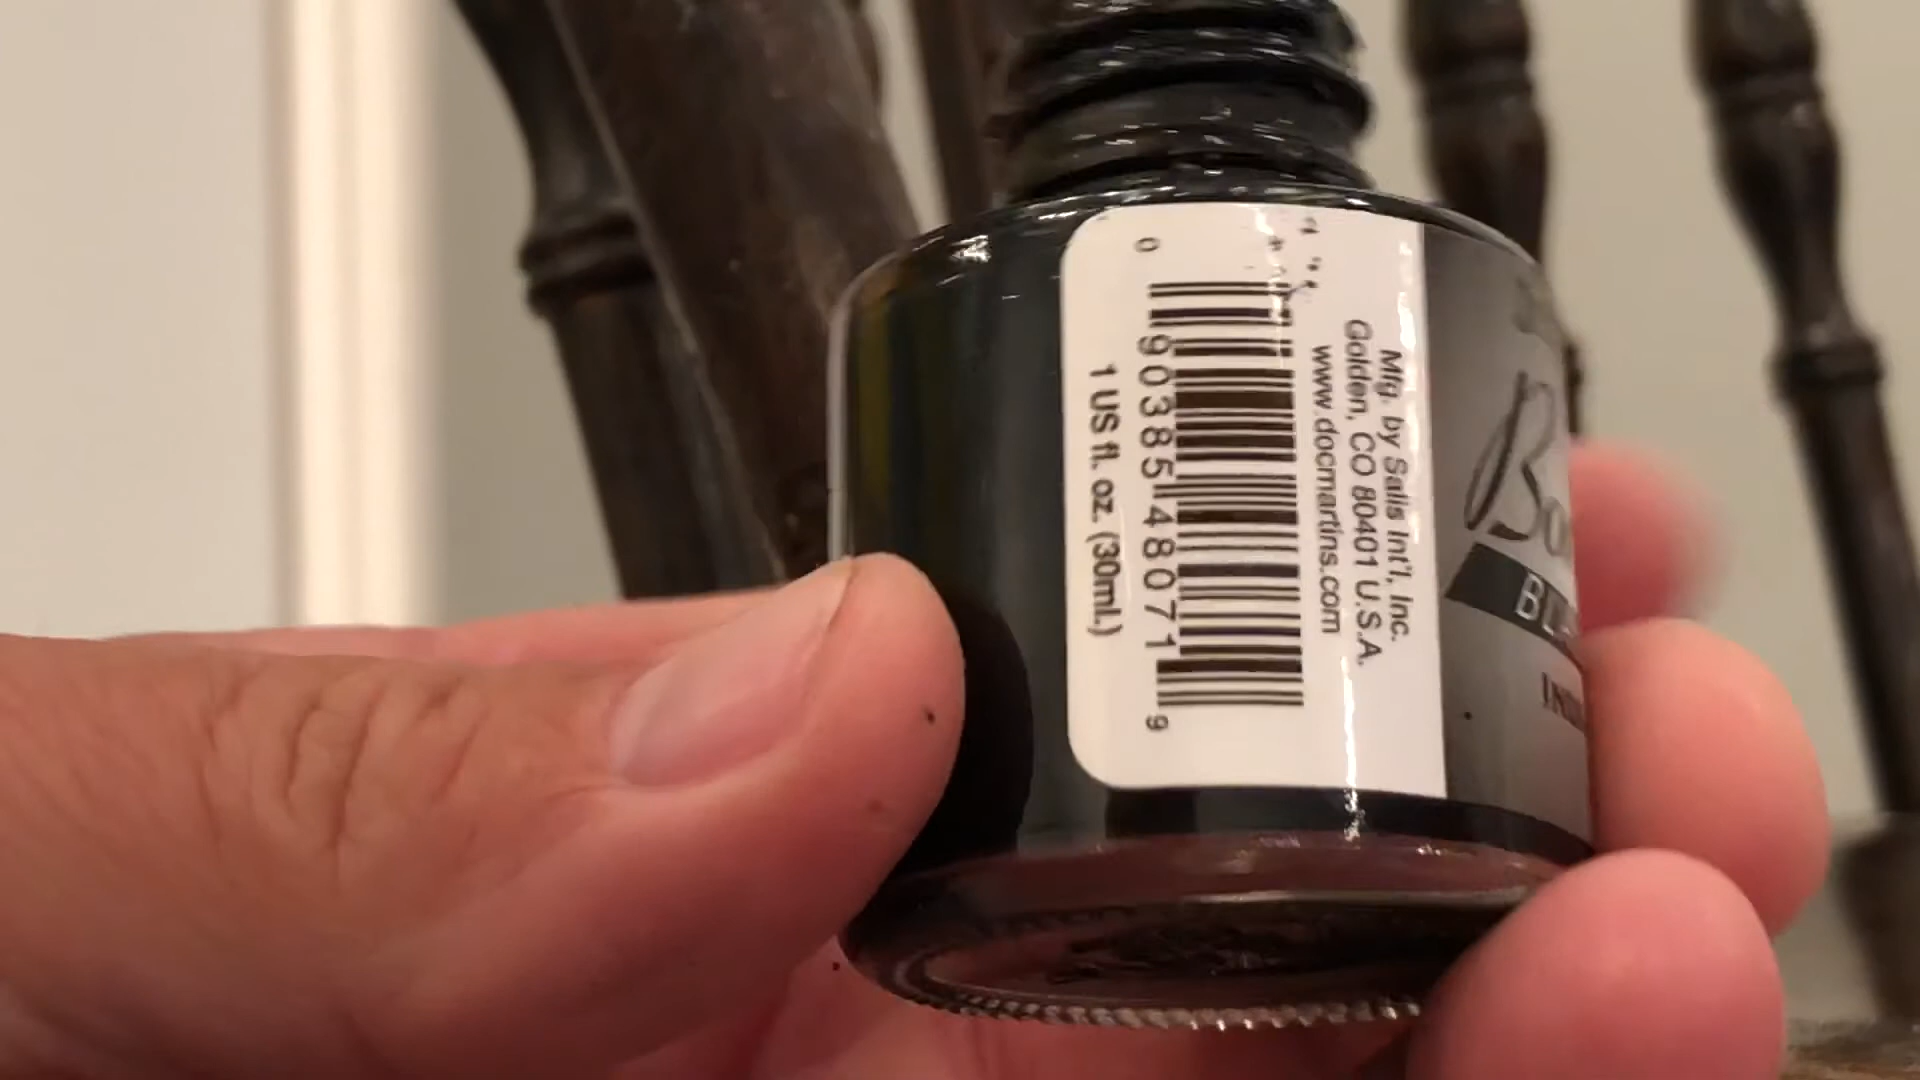 Mfg. by Salis Int'l, Inc.
Golden, CO 80401 U.S.A.
www.docmartins.com
0 90385 48071 9
1 US fl. oz. (30mL)